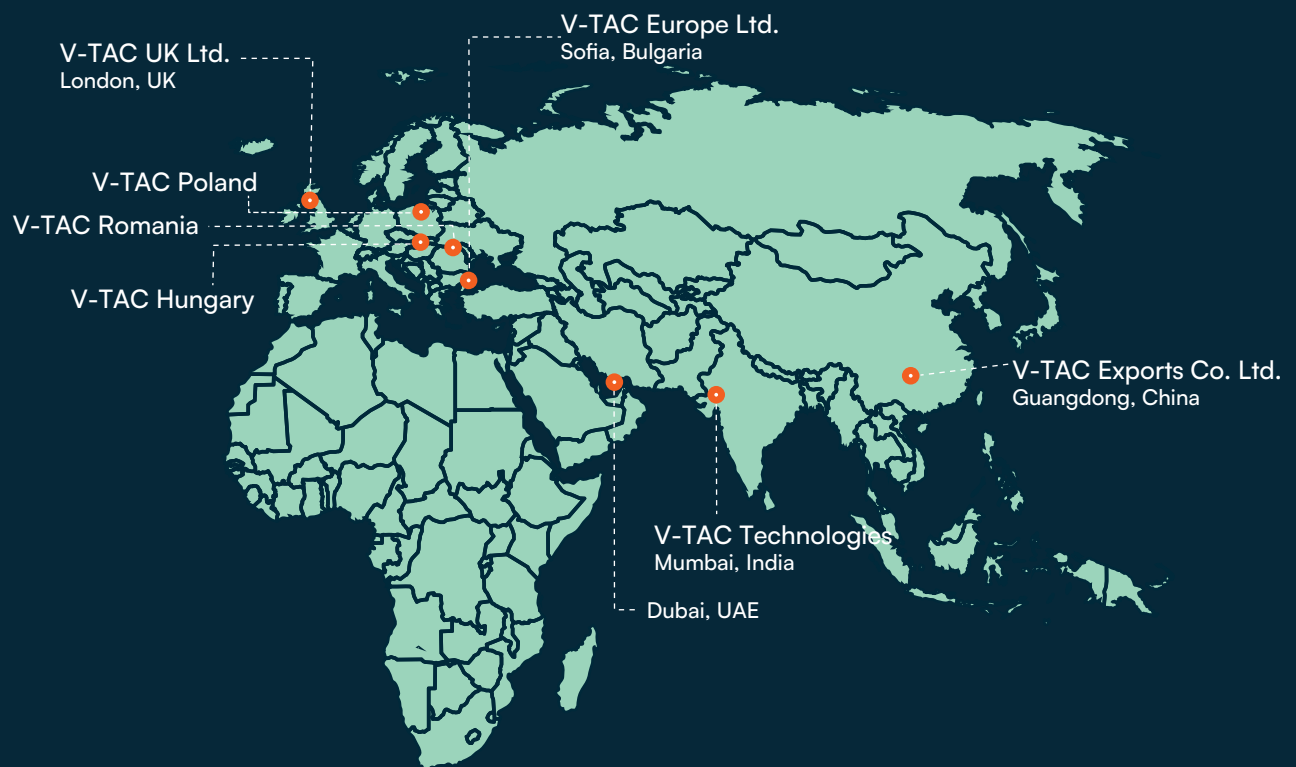 V-TAC Europe Ltd.
Sofia, Bulgaria
V-TAC UK Ltd.
London, UK
V-TAC Poland
V-TAC Romania
V-TAC Hungary
V-TAC Exports Co. Ltd.
Guangdong, China
V-TAC Technologies
Mumbai, India
Dubai, UAE